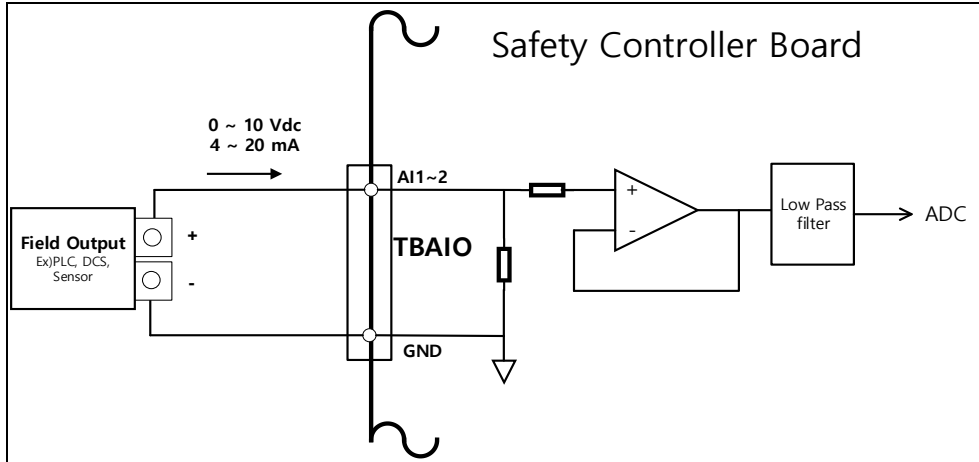 Safety Controller Board
0 ~ 10 Vdc
4 ~ 20 mA
AI1~2
Field Output
Ex)PLC, DCS,
Sensor
+
-
TBAIO
GND
+
-
Low Pass
filter
ADC